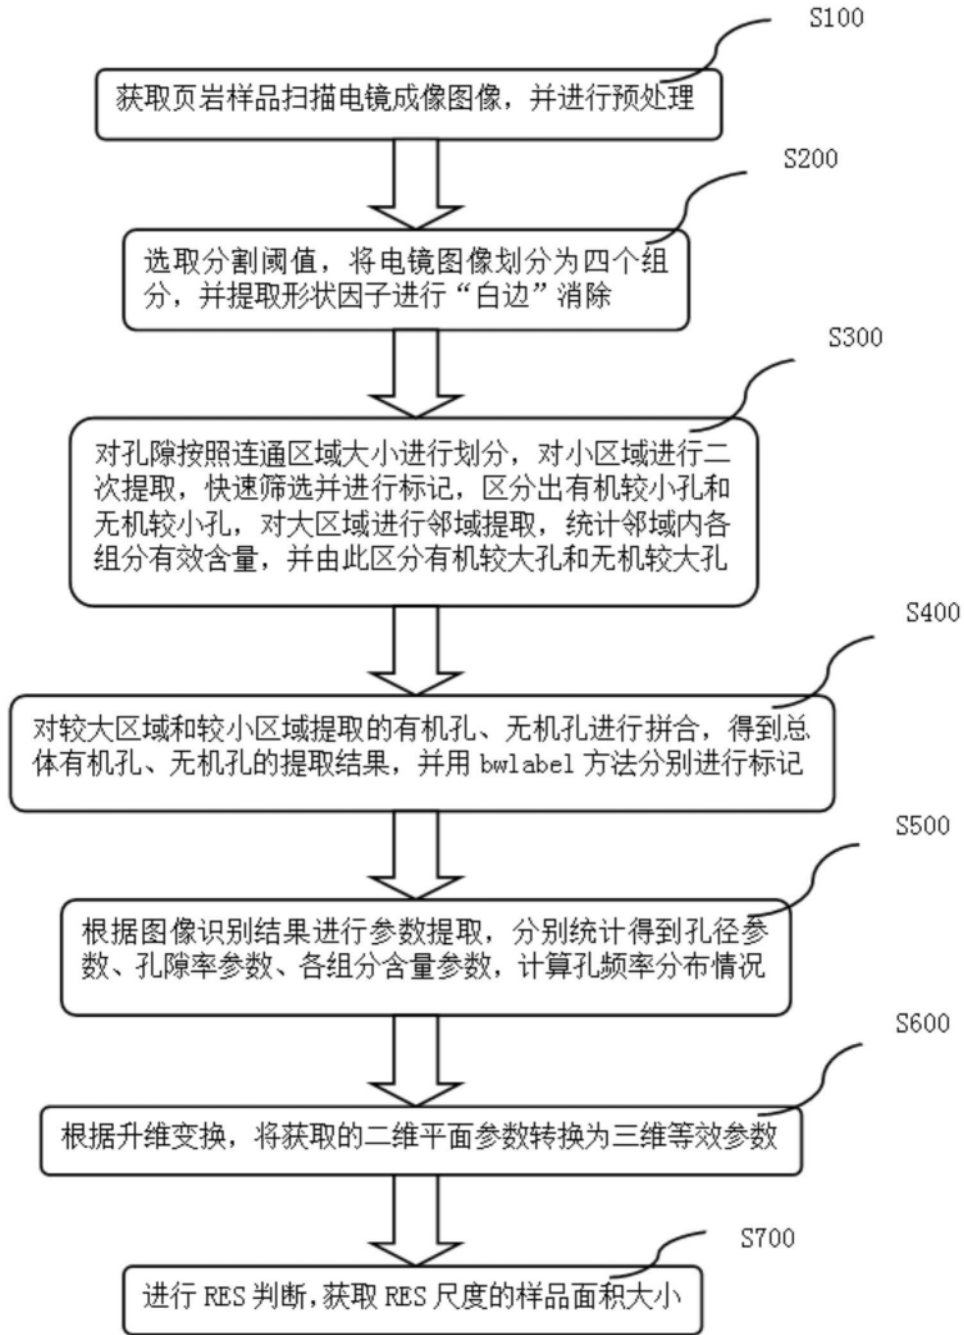 S100
获取页岩样品扫描电镜成像图像，并进行预处理
S200
选取分割阈值，将电镜图像划分为四个组
分，并提取形状因子进行“白边”消除
S300
对孔隙按照连通区域大小进行划分，对小区域进行二
次提取，快速筛选并进行标记，区分出有机较小孔和
无机较小孔，对大区域进行邻域提取，统计邻域内各
组分有效含量，并由此区分有机较大孔和无机较大孔
S400
对较大区域和较小区域提取的有机孔、无机孔进行拼合，得到总
体有机孔、无机孔的提取结果，并用 bwlabel 方法分别进行标记
S500
根据图像识别结果进行参数提取，分别统计得到孔径参
数、孔隙率参数、各组分含量参数，计算孔频率分布情况
S600
根据升维变换，将获取的二维平面参数转换为三维等效参数
S700
进行 RES 判断，获取 RES 尺度的样品面积大小